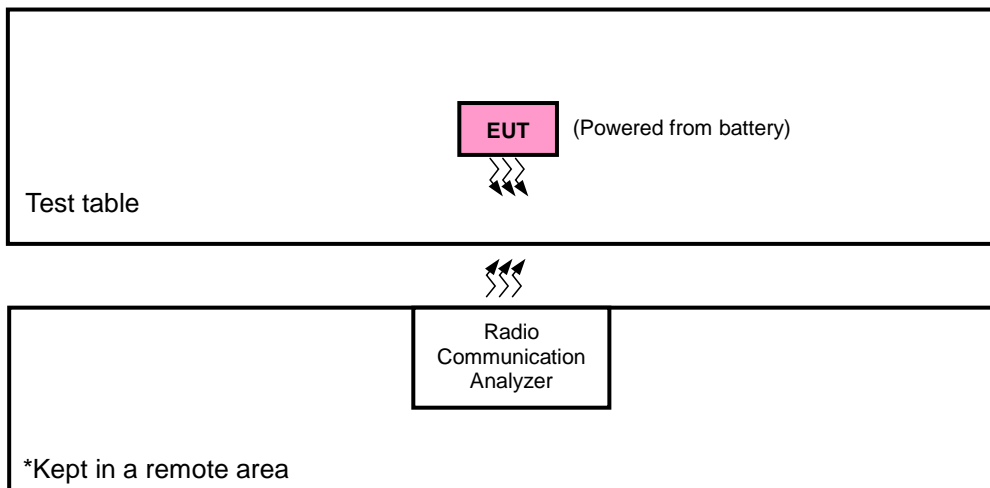 EUT
(Powered from battery)
Test table
Radio
Communication
Analyzer
*Kept in a remote area